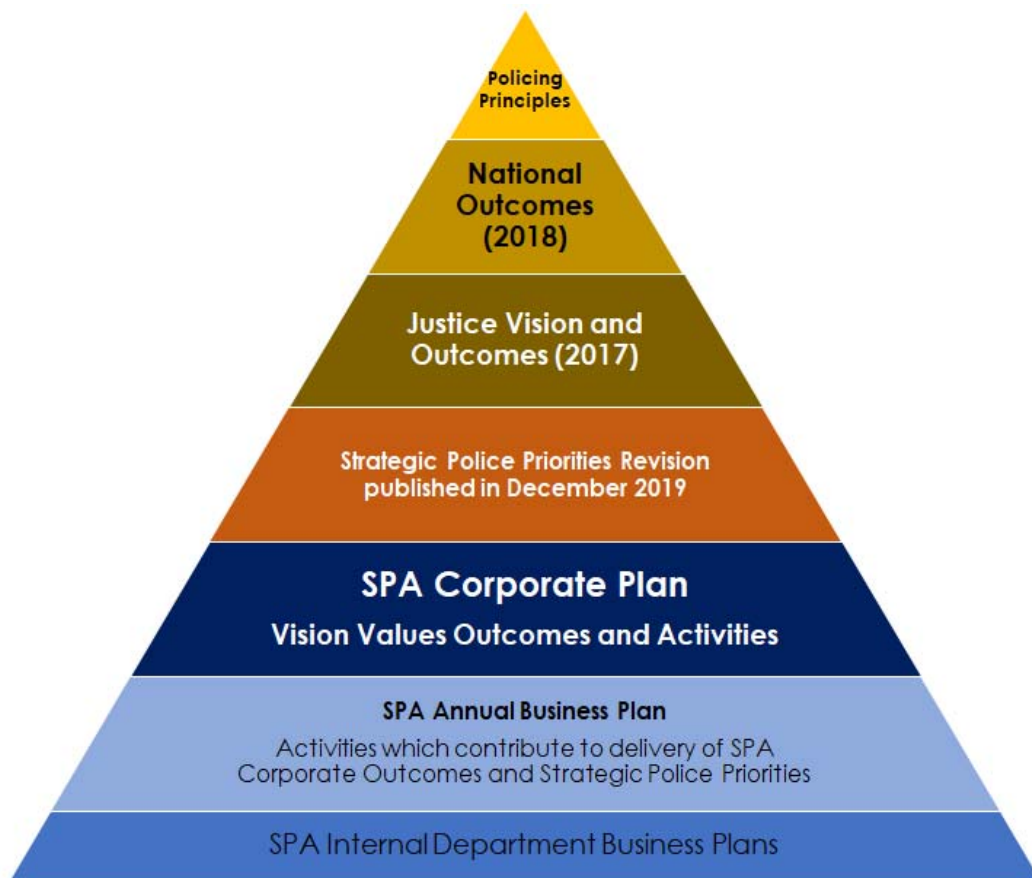 Policing
Principles
National
Outcomes
(2018)
Justice Vision and
Outcomes (2017)
Strategic Police Priorities Revision
published in December 2019
SPA Corporate Plan
Vision Values Outcomes and Activities
SPA Annual Business Plan
Activities which contribute to delivery of SPA
Corporate Outcomes and Strategic Police Priorities
SPA Internal Department Business Plans